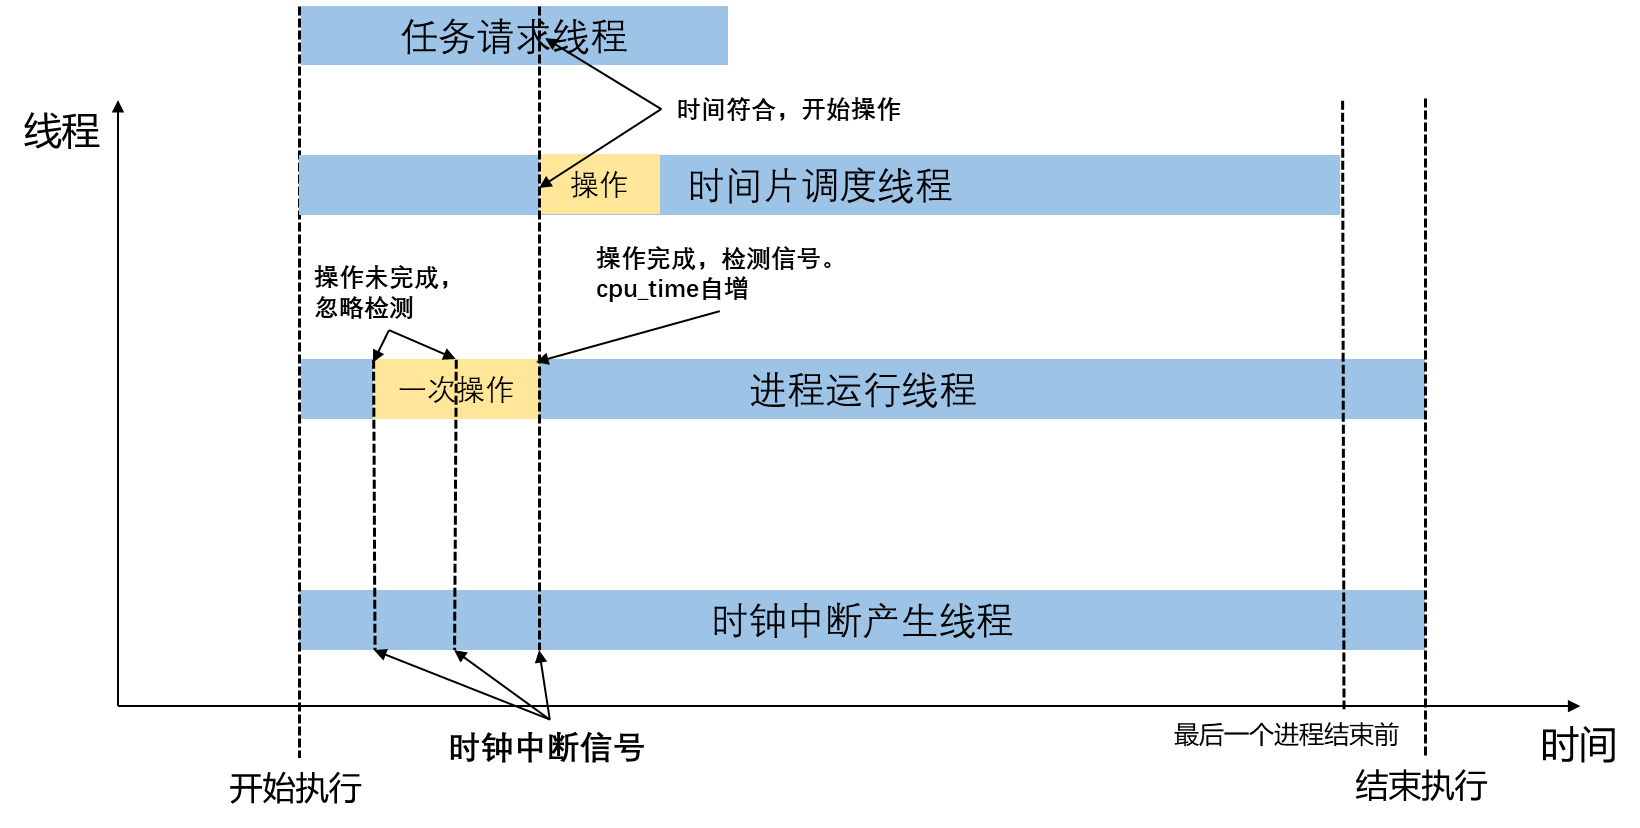 任务请求线程
线程
时间符合，开始操作
操作
时间片调度线程
操作未完成，
忽略检测
操作完成，检测信号。
cpu_time自增
一次操作
进程运行线程
时钟中断产生线程
时钟中断信号
最后一个进程结束前
时间
开始执行
结束执行